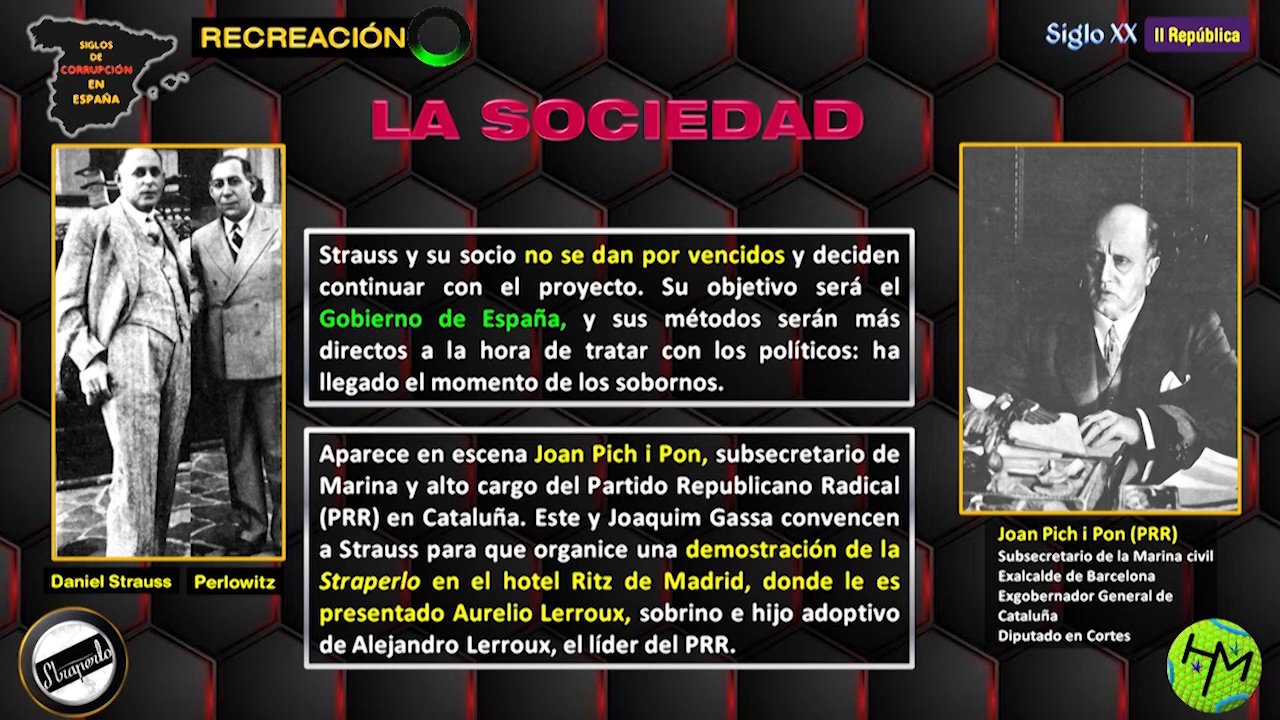 SIGLOS
DE
CORRUPCIÓN
EN
ESPAÑA
RECREACIÓN
Siglo XX
II República
LA SOCIEDAD
Strauss y su socio no se dan por vencidos y deciden
continuar con el proyecto. Su objetivo será el
Gobierno de España, y sus métodos serán más
directos a la hora de tratar con los políticos: ha
llegado el momento de los sobornos.
Aparece en escena Joan Pich i Pon, subsecretario de
Marina y alto cargo del Partido Republicano Radical
(PRR) en Cataluña. Este y Joaquim Gassa convencen
a Strauss para que organice una demostración de la
Straperlo en el hotel Ritz de Madrid, donde le es
presentado Aurelio Lerroux, sobrino e hijo adoptivo
de Alejandro Lerroux, el líder del PRR.
Daniel Strauss
Perlowitz
Joan Pich i Pon (PRR)
Subsecretario de la Marina civil
Exalcalde de Barcelona
Exgobernador General de
Cataluña
Diputado en Cortes
Straperlo
HM